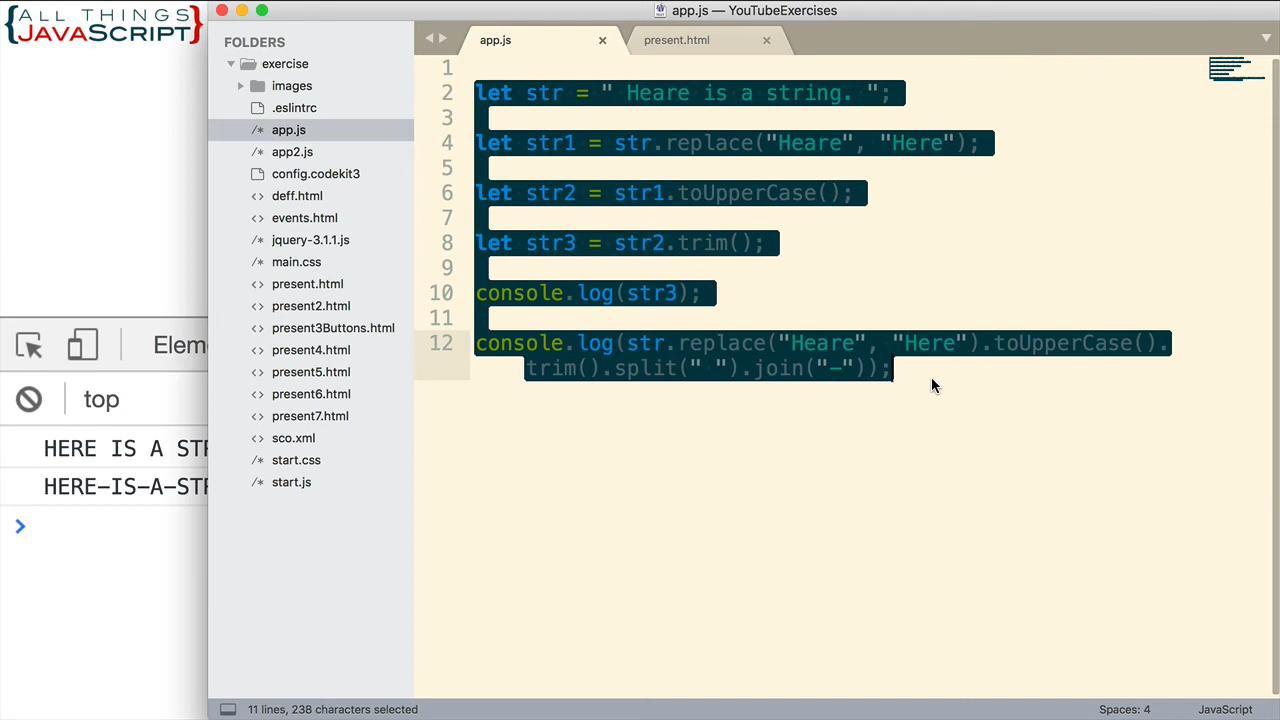 ALL THINGS
JAVASCRIPT
app.js — YouTubeExercises
FOLDERS
exercise
images
.eslintrc
app.js
app2.js
config.codekit3
deff.html
events.html
jquery-3.1.1.js
main.css
present.html
present2.html
present3Buttons.html
present4.html
present5.html
present6.html
present7.html
sco.xml
start.css
start.js
app.js
present.html
1
2 let str = " Heare is a string. ";
3
4 let str1 = str.replace("Heare", "Here");
5
6 let str2 = str1.toUpperCase();
7
8 let str3 = str2.trim();
9
10 console.log(str3);
11
12 console.log(str.replace("Heare", "Here").toUpperCase().
trim().split(" ").join("-"));
Eleme
top
HERE IS A STR
HERE-IS-A-STR
11 lines, 238 characters selected
Spaces: 4
JavaScript